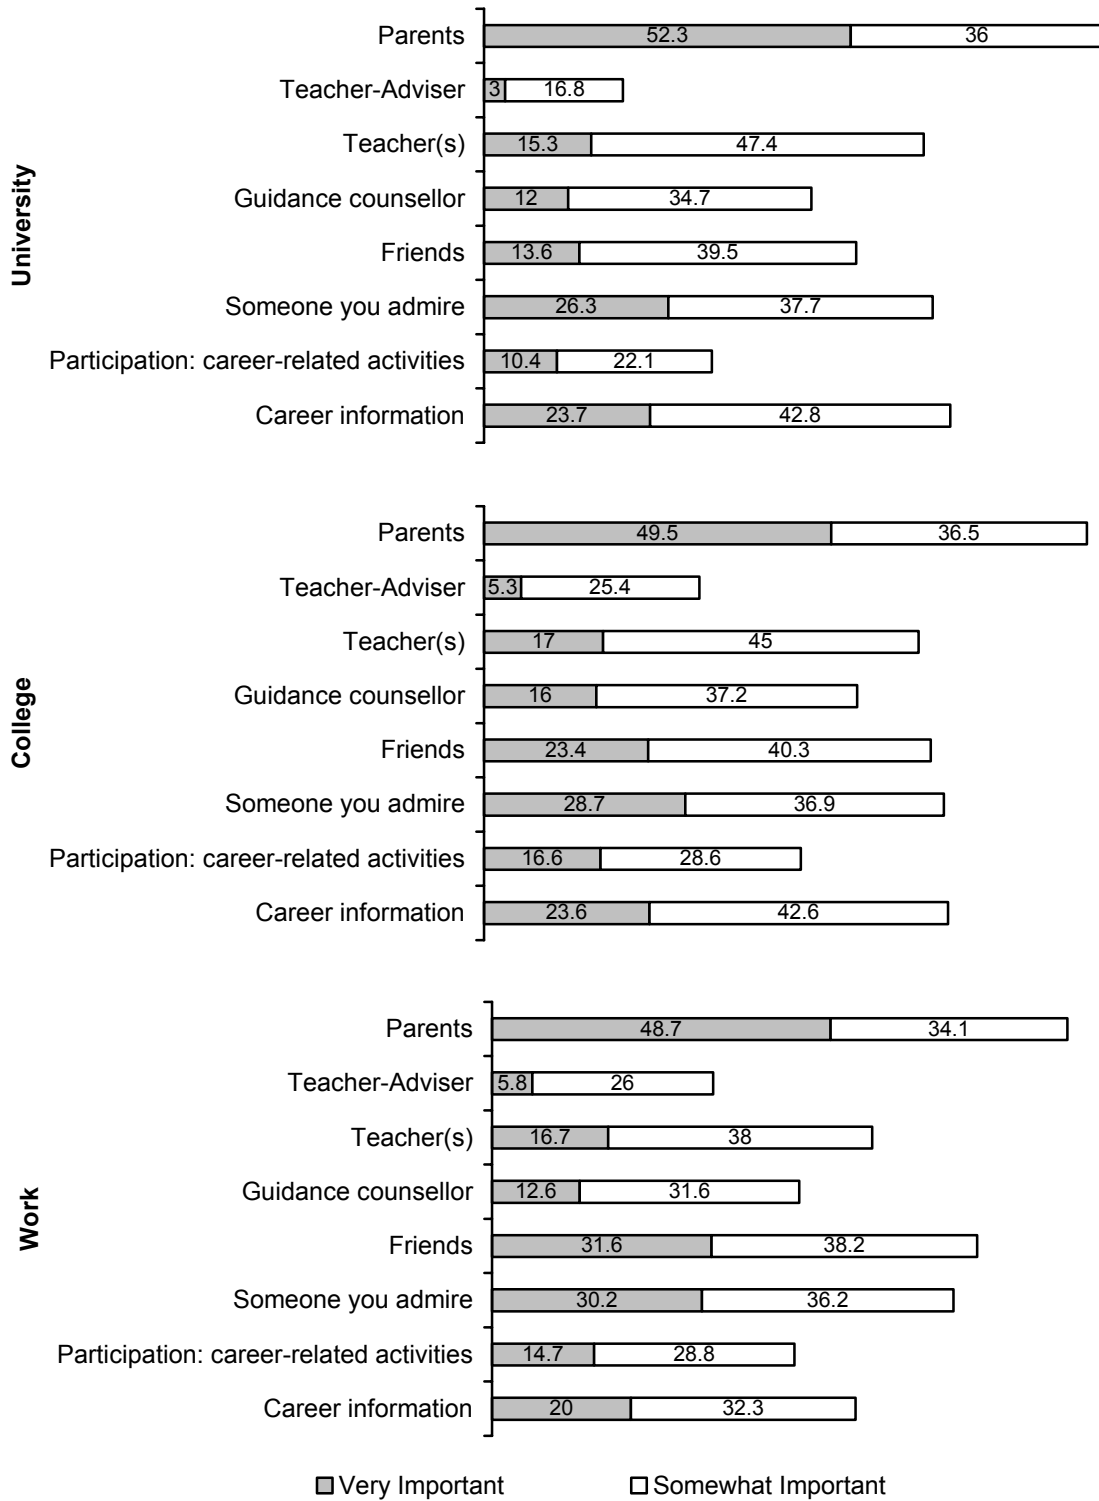 University
Parents 52.3 36
Teacher-Adviser 3 16.8
Teacher(s) 15.3 47.4
Guidance counsellor 12 34.7
Friends 13.6 39.5
Someone you admire 26.3 37.7
Participation: career-related activities 10.4 22.1
Career information 23.7 42.8
College
Parents 49.5 36.5
Teacher-Adviser 5.3 25.4
Teacher(s) 17 45
Guidance counsellor 16 37.2
Friends 23.4 40.3
Someone you admire 28.7 36.9
Participation: career-related activities 16.6 28.6
Career information 23.6 42.6
Work
Parents 48.7 34.1
Teacher-Adviser 5.8 26
Teacher(s) 16.7 38
Guidance counsellor 12.6 31.6
Friends 31.6 38.2
Someone you admire 30.2 36.2
Participation: career-related activities 14.7 28.8
Career information 20 32.3
Very Important Somewhat Important